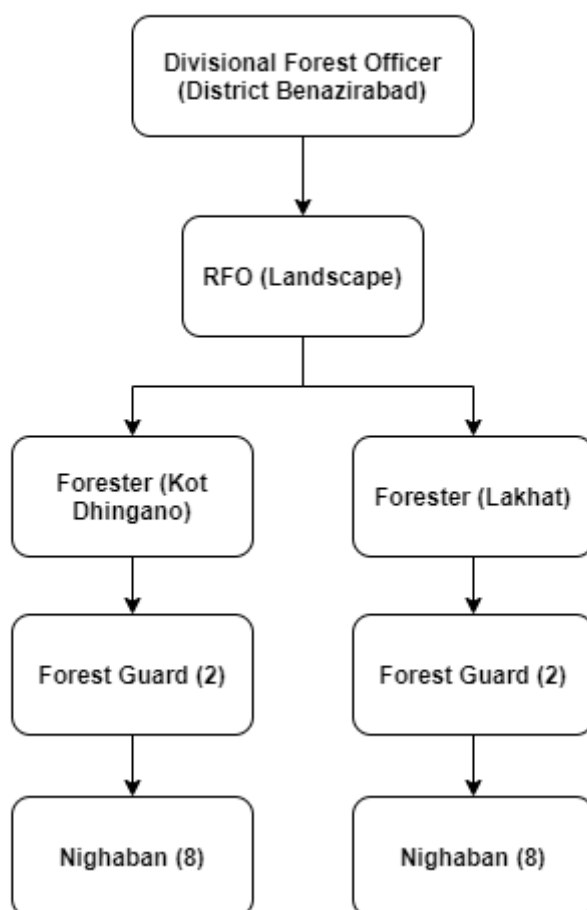 Divisional Forest Officer
(District Benazirabad)
RFO (Landscape)
Forester (Kot
Dhingano)
Forester (Lakhat)
Forest Guard (2)
Forest Guard (2)
Nighaban (8)
Nighaban (8)